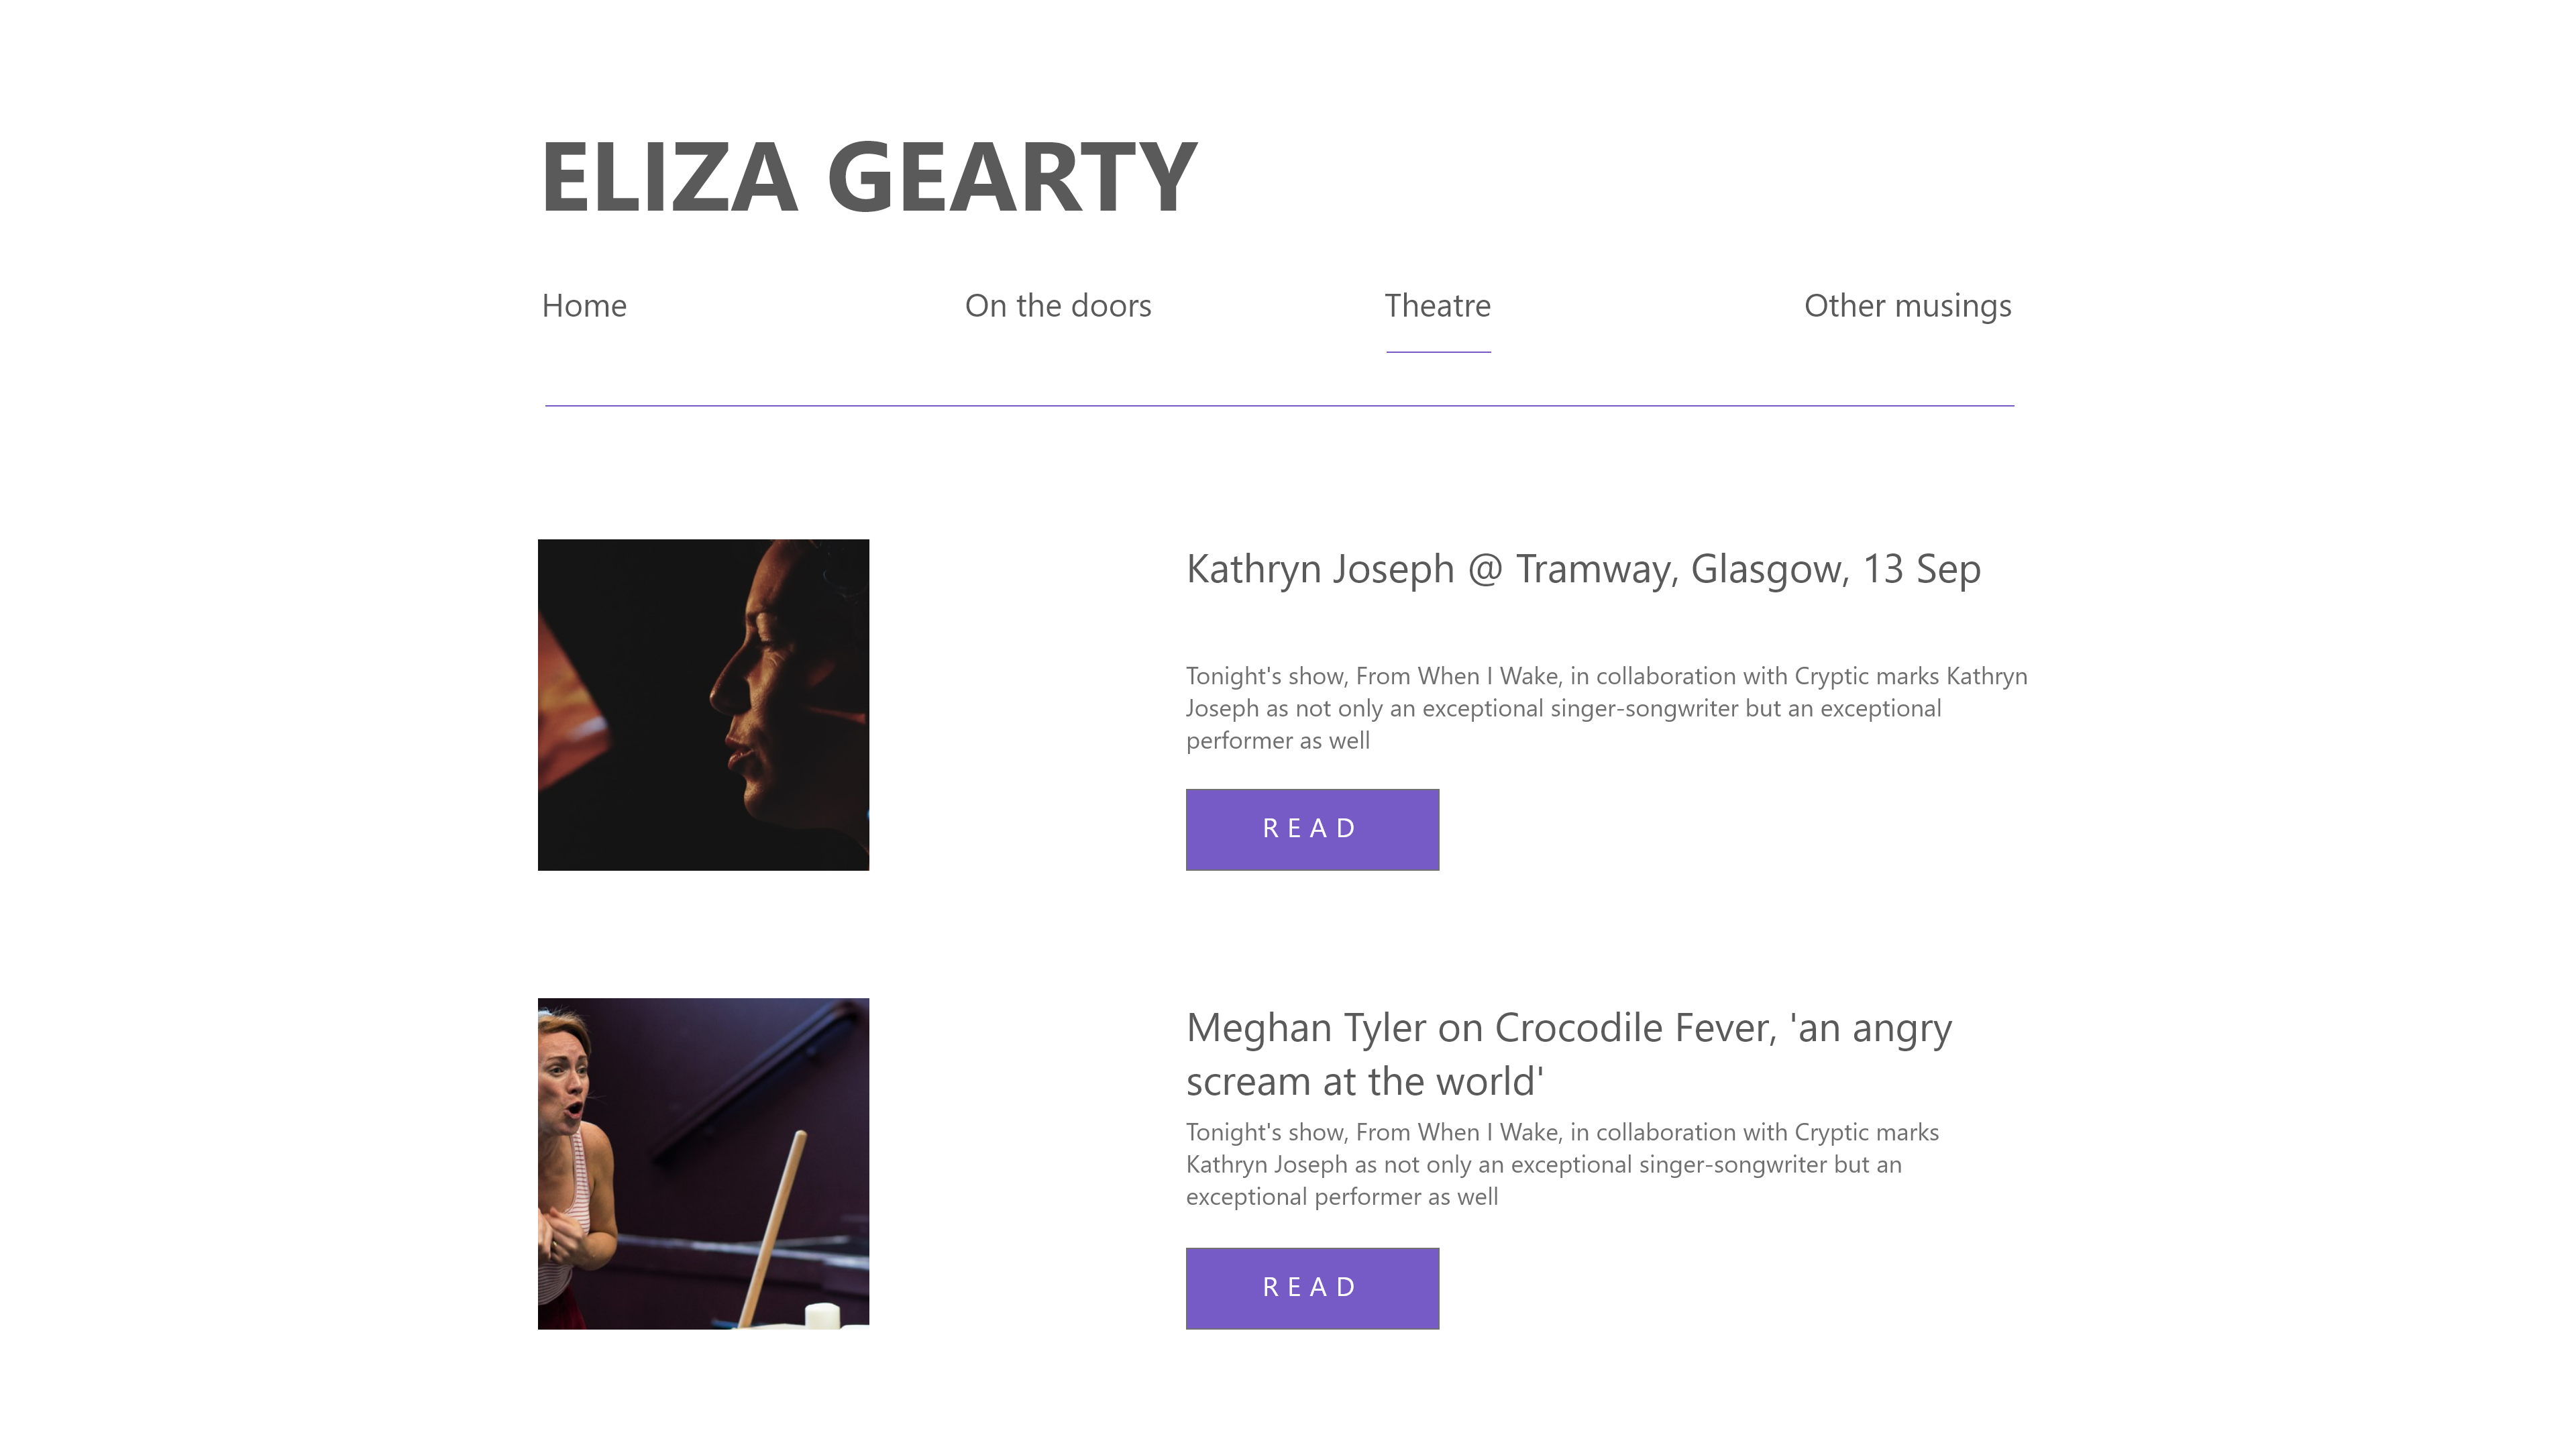 ELIZA GEARTY
Home
On the doors
Theatre
Other musings
Kathryn Joseph @ Tramway, Glasgow, 13 Sep
Tonight's show, From When I Wake, in collaboration with Cryptic marks Kathryn
Joseph as not only an exceptional singer-songwriter but an exceptional
performer as well
READ
Meghan Tyler on Crocodile Fever, 'an angry
scream at the world'
Tonight's show, From When I Wake, in collaboration with Cryptic marks
Kathryn Joseph as not only an exceptional singer-songwriter but an
exceptional performer as well
READ